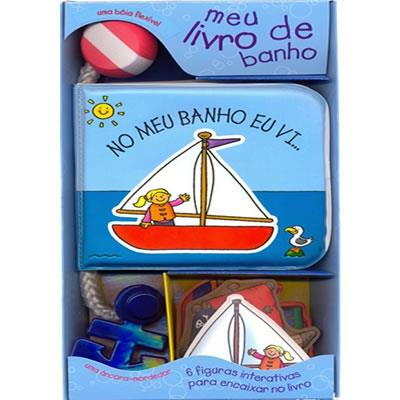 uma bóia flexível
meu
livro de
banho
NO MEU BANHO EU VI...
uma âncora-mordedor
6 figuras interativas
para encaixar no livro